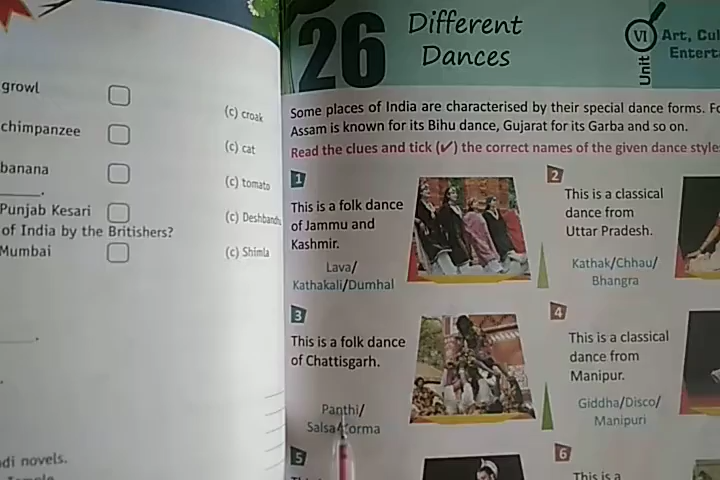 growl
chimpanzee
(c) croak
banana
(c) cat
(c) tomato
Punjab Kesari
of India by the Britishers?
(c) Deshbandhu
Mumbai
(c) Shimla
di novels.
26 Different
Dances
VI
Unit
Art,
Some places of India are characterised by their special dance forms.
Assam is known for its Bihu dance, Gujarat for its Garba and so on.
Read the clues and tick (✓) the correct names of the given dance style
1
This is a folk dance
of Jammu and
Kashmir.
Lava/
Kathakali/Dumhal
2
This is a classical
dance from
Uttar Pradesh.
Kathak/Chhau/
Bhangra
3
This is a folk dance
of Chattisgarh.
Panthi/
Salsa/Korma
4
This is a classical
dance from
Manipur.
Giddha/Disco/
Manipuri
5
6
This is a